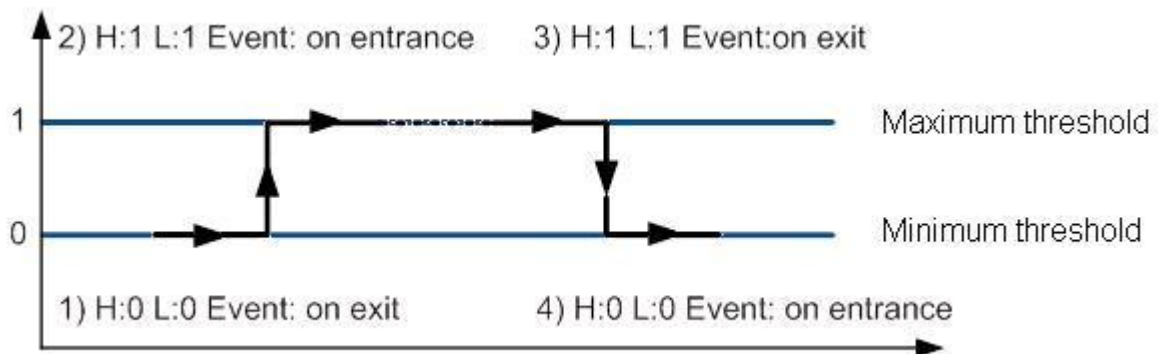 2) H:1 L:1 Event: on entrance
3) H:1 L:1 Event:on exit
1
Maximum threshold
0
Minimum threshold
1) H:0 L:0 Event: on exit
4) H:0 L:0 Event: on entrance